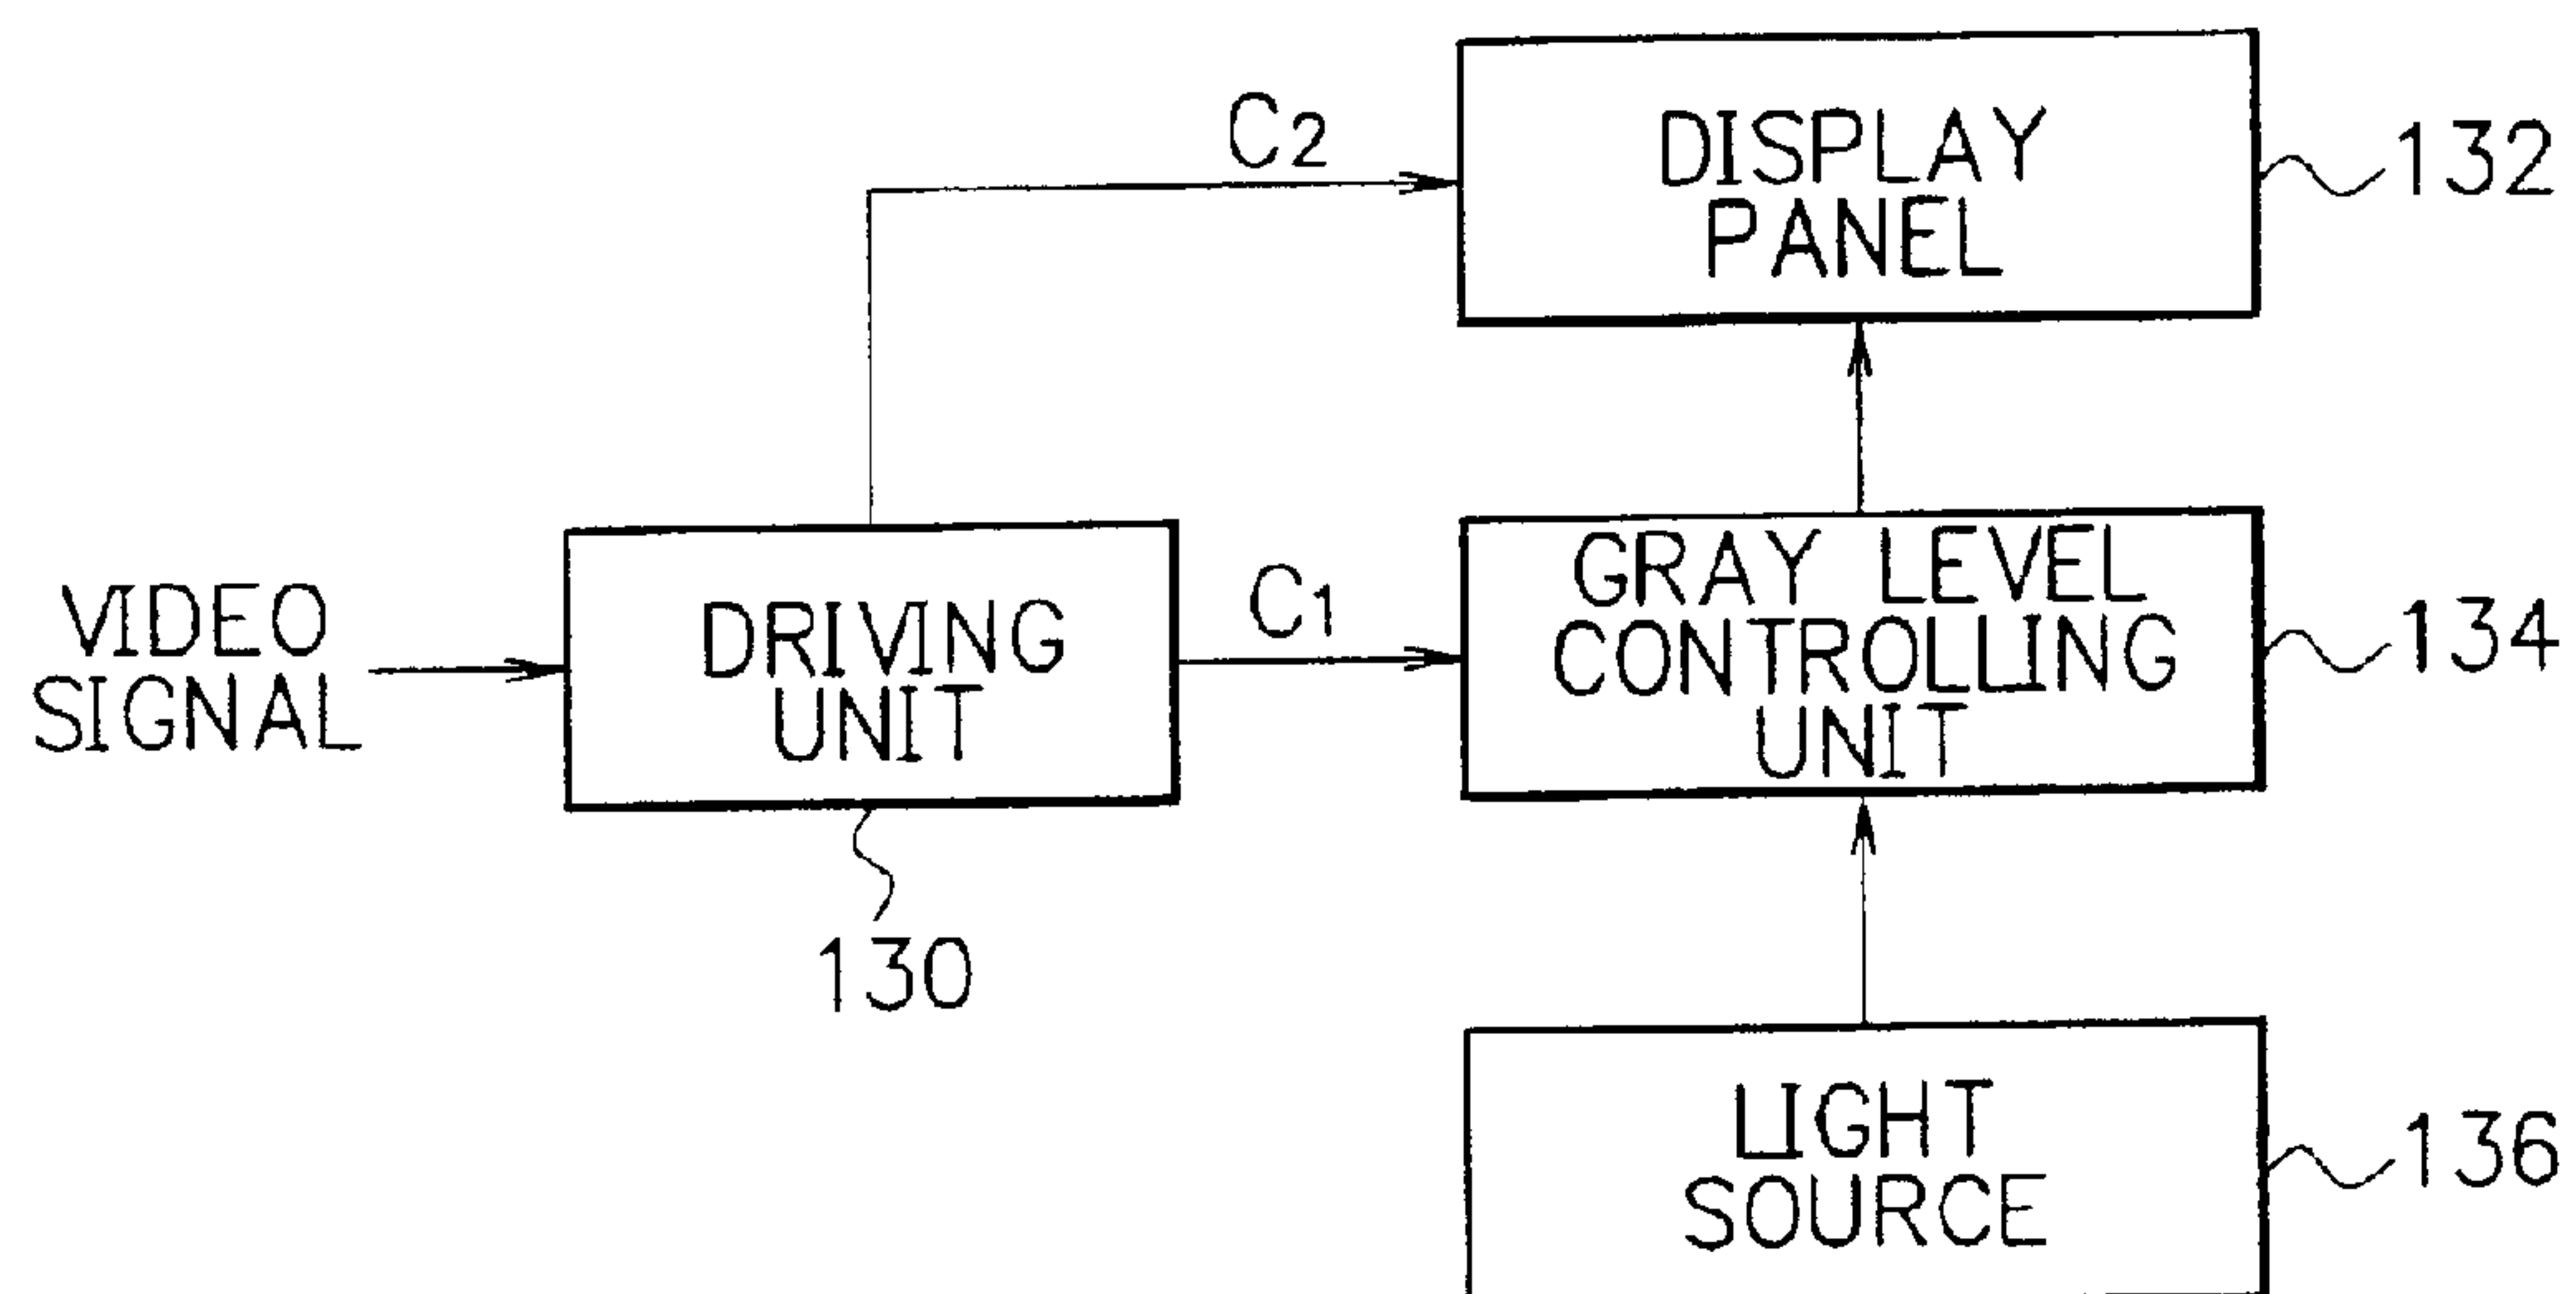 C2
DISPLAY
PANEL
132
VIDEO
SIGNAL
DRIVING
UNIT
130
C1
GRAY LEVEL
CONTROLLING
UNIT
134
LIGHT
SOURCE
136